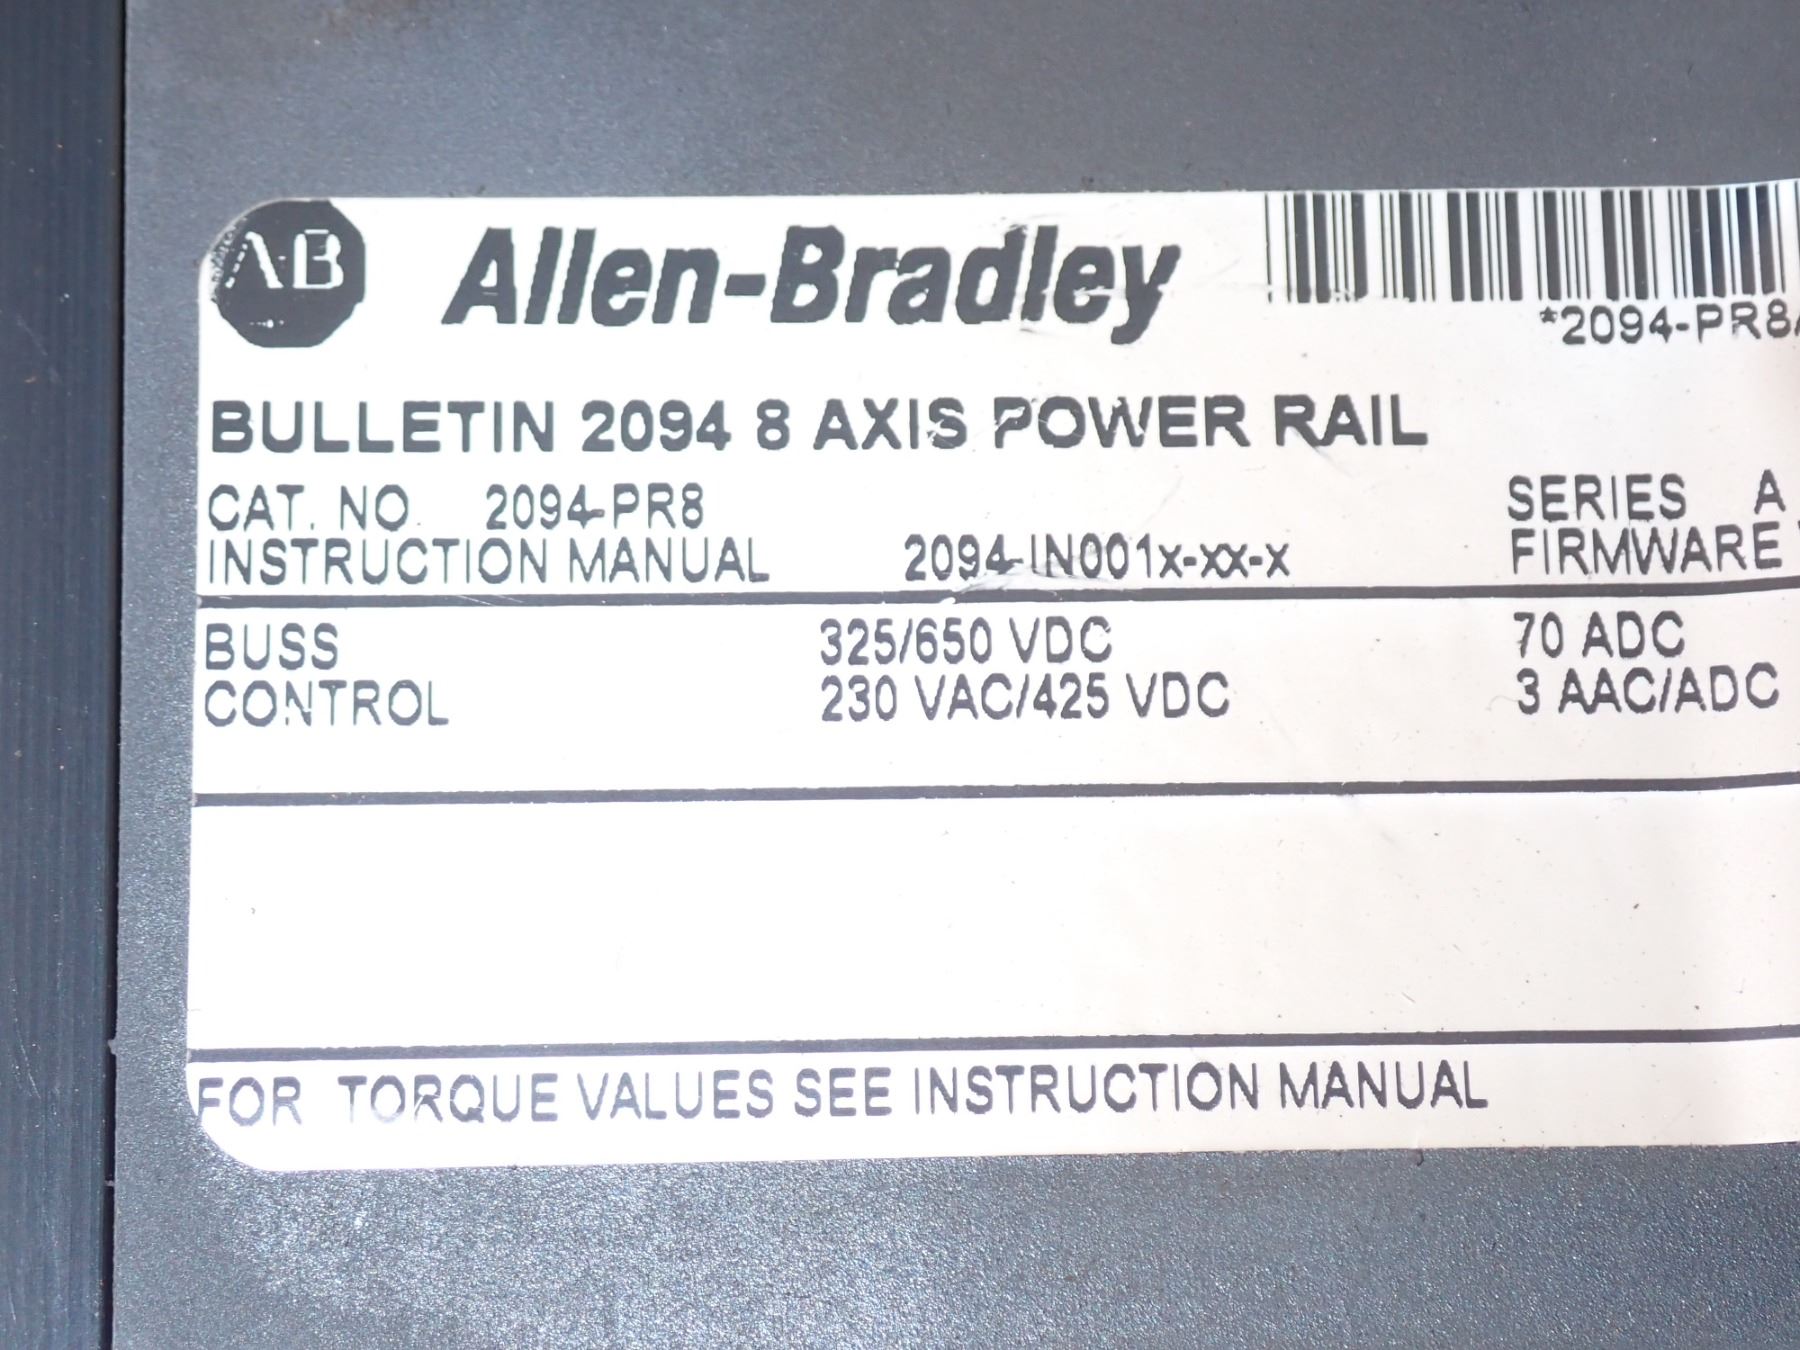 AB Allen-Bradley
*2094-PR8
BULLETIN 2094 8 AXIS POWER RAIL
CAT. NO. 2094-PR8 SERIES A
INSTRUCTION MANUAL 2094-IN001x-xx-x FIRMWARE
BUSS 325/650 VDC 70 ADC
CONTROL 230 VAC/425 VDC 3 AAC/ADC
FOR TORQUE VALUES SEE INSTRUCTION MANUAL